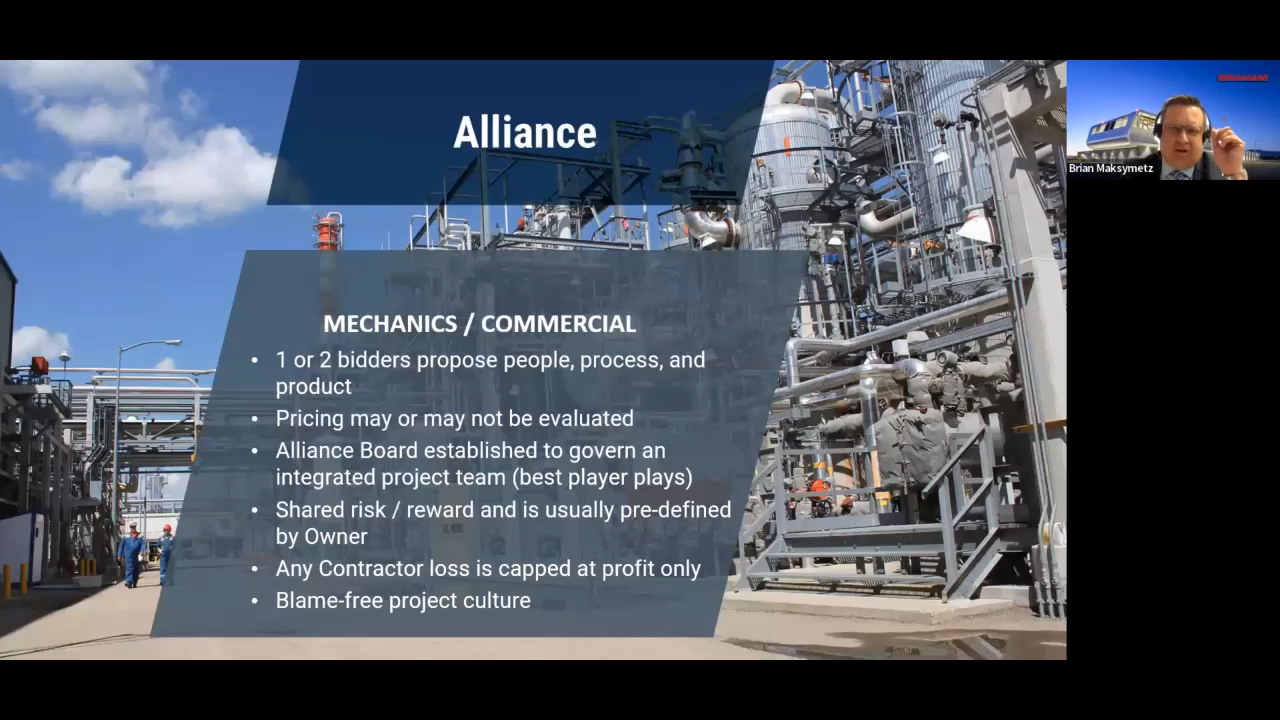 Alliance
MECHANICS / COMMERCIAL
• 1 or 2 bidders propose people, process, and
product
• Pricing may or may not be evaluated
• Alliance Board established to govern an
integrated project team (best player plays)
• Shared risk / reward and is usually pre-defined
by Owner
• Any Contractor loss is capped at profit only
• Blame-free project culture
Brian Maksymetz